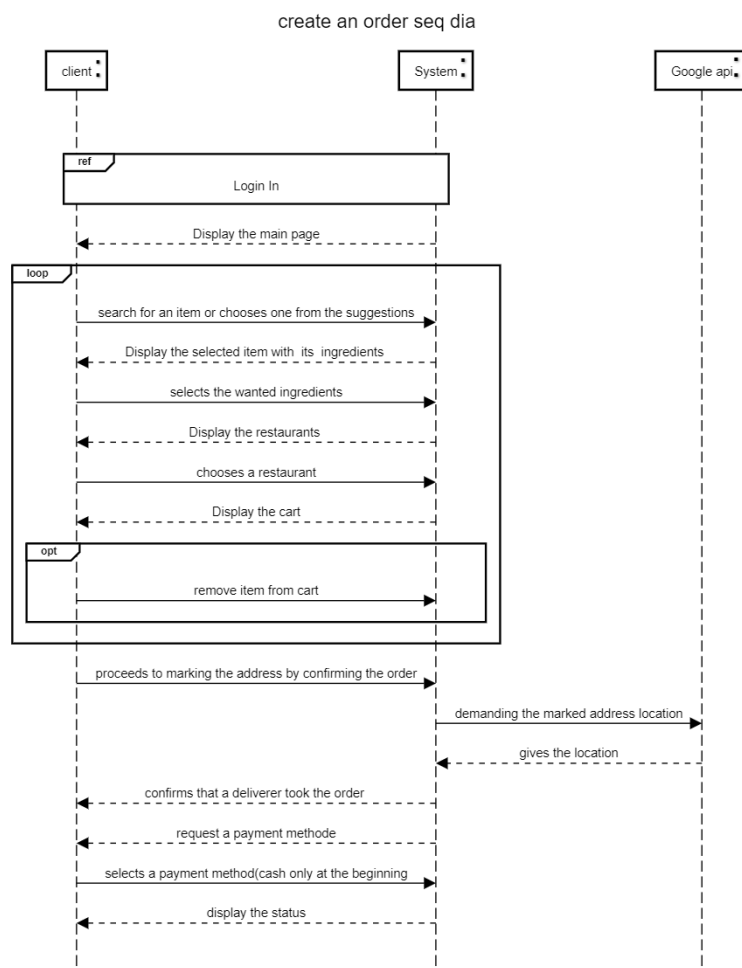 create an order seq dia
client
System
Google api
ref
Login In
Display the main page
loop
search for an item or chooses one from the suggestions
Display the selected item with its ingredients
selects the wanted ingredients
Display the restaurants
chooses a restaurant
Display the cart
opt
remove item from cart
proceeds to marking the address by confirming the order
demanding the marked address location
gives the location
confirms that a deliverer took the order
request a payment methode
selects a payment method(cash only at the beginning
display the status